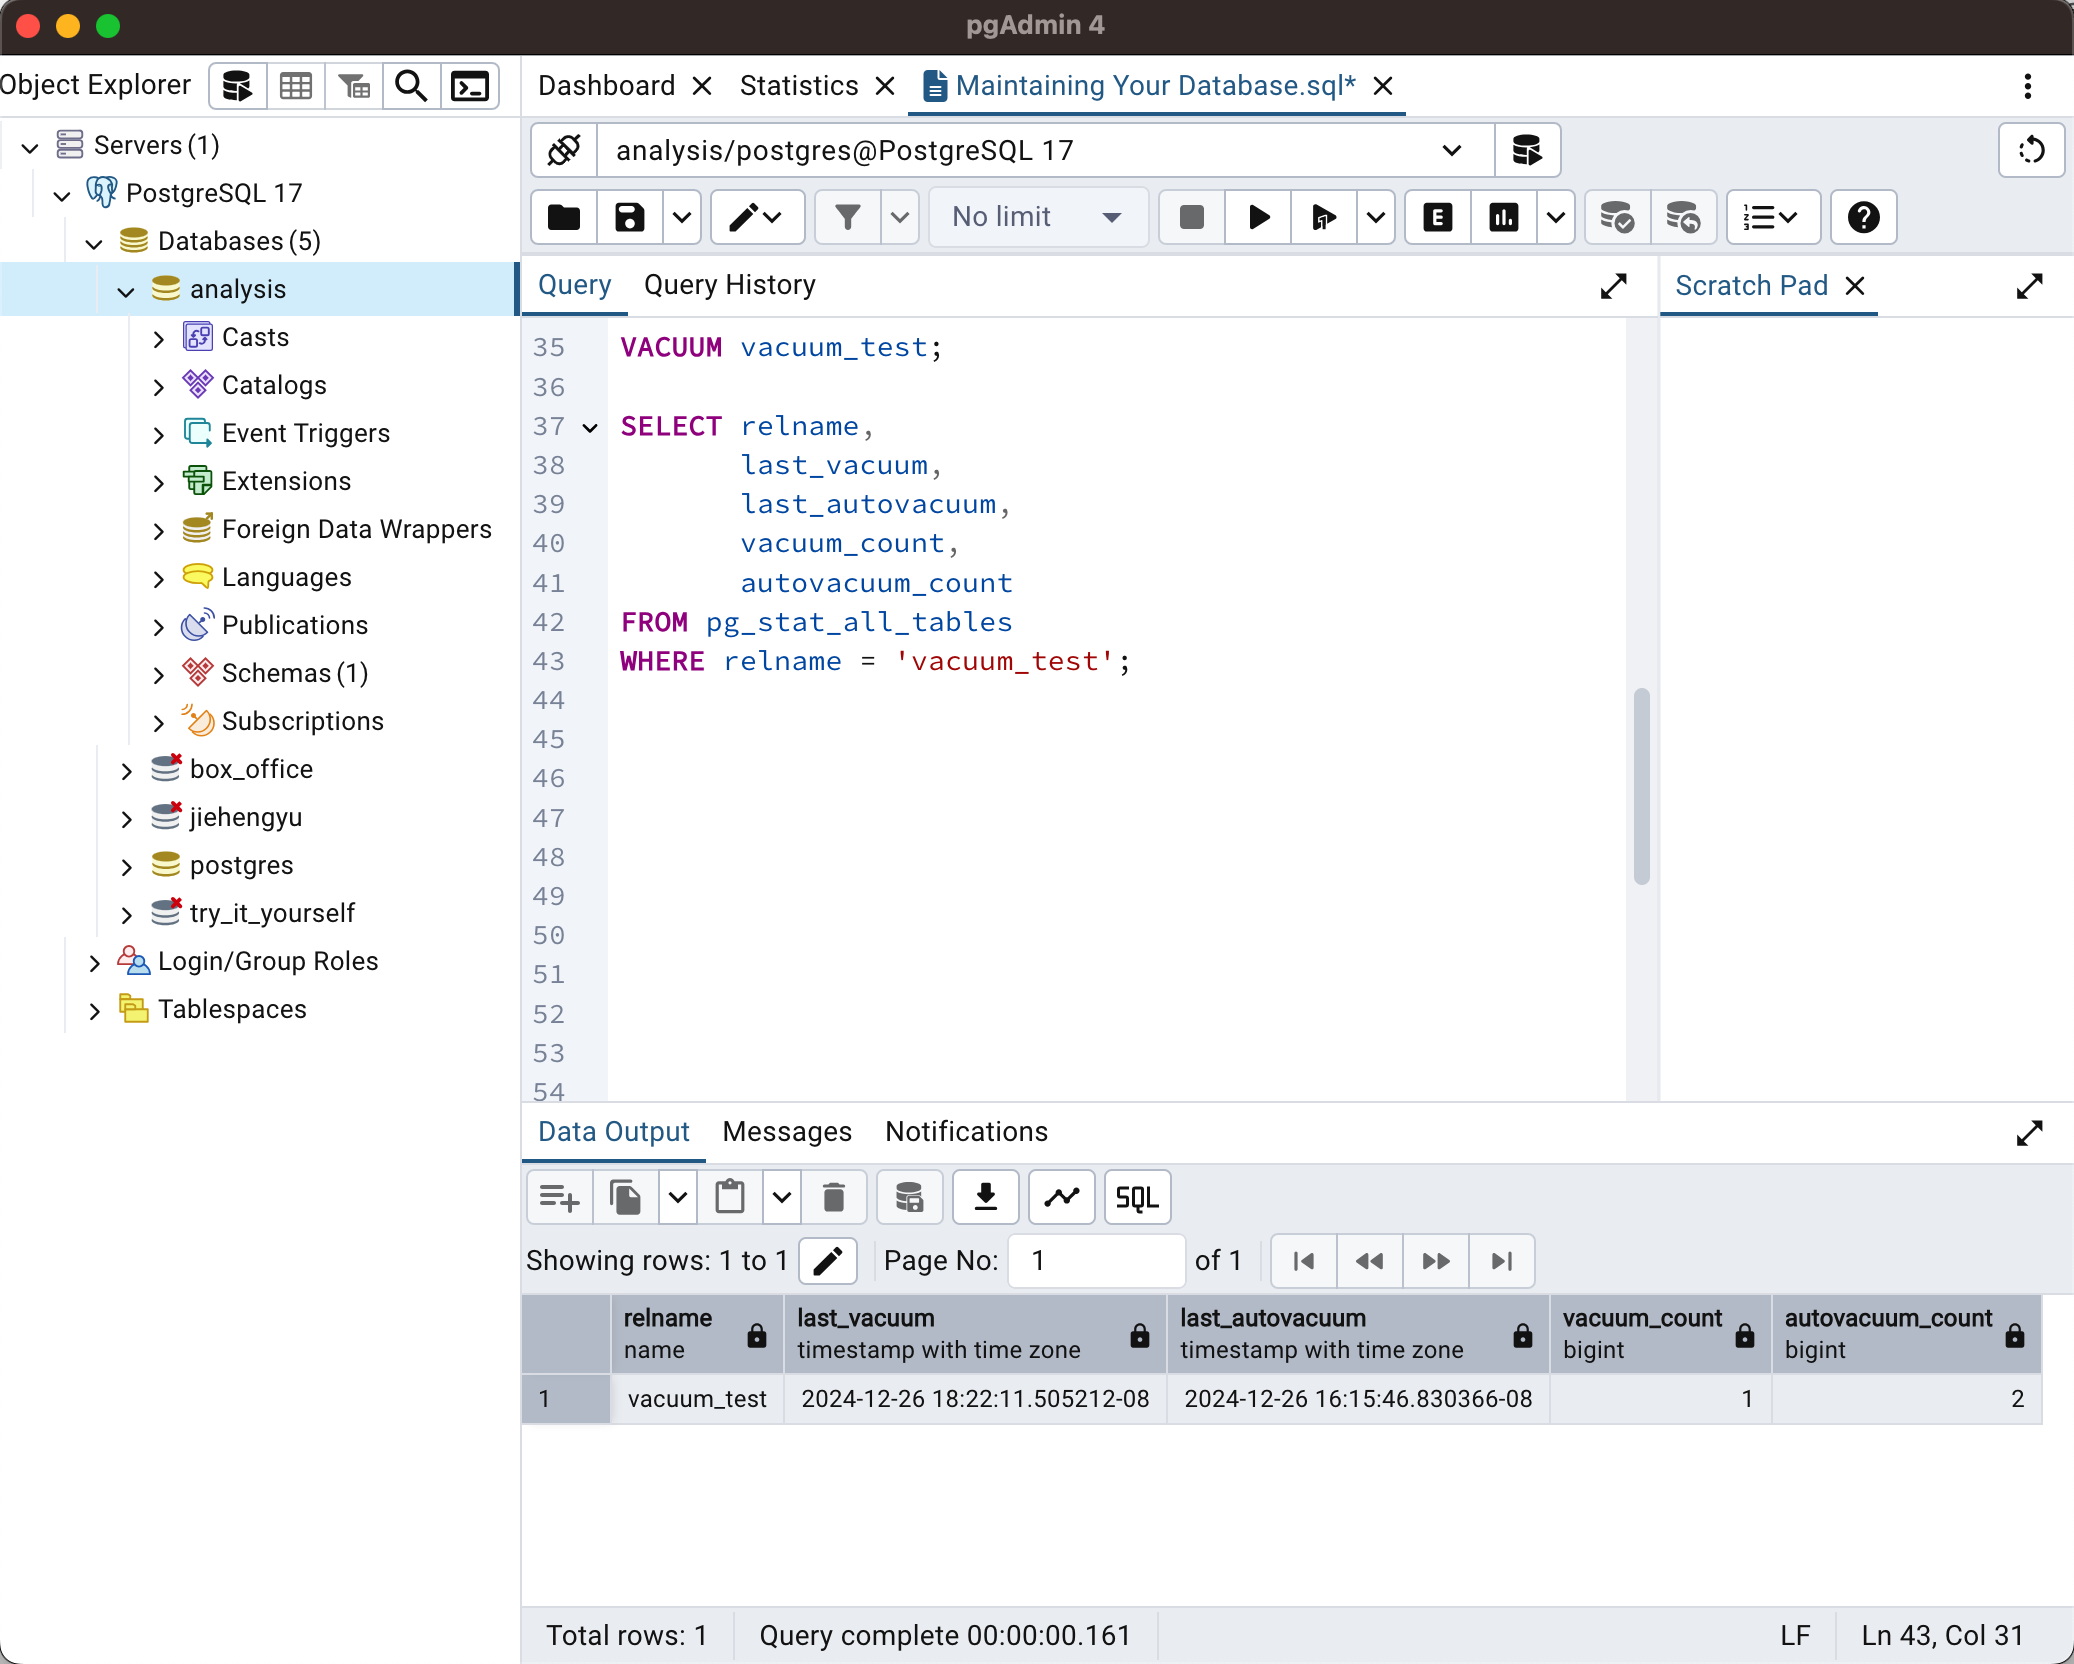 pgAdmin 4
Object Explorer
Dashboard
Statistics
Maintaining Your Database.sql*
Servers (1)
PostgreSQL 17
Databases (5)
analysis
Casts
Catalogs
Event Triggers
Extensions
Foreign Data Wrappers
Languages
Publications
Schemas (1)
Subscriptions
box_office
jiehengyu
postgres
try_it_yourself
Login/Group Roles
Tablespaces
analysis/postgres@PostgreSQL 17
No limit
E
Query
Query History
Scratch Pad
35 VACUUM vacuum_test;
36
37 SELECT relname,
38 last_vacuum,
39 last_autovacuum,
40 vacuum_count,
41 autovacuum_count
42 FROM pg_stat_all_tables
43 WHERE relname = 'vacuum_test';
44
45
46
47
48
49
50
51
52
53
54
Data Output
Messages
Notifications
SQL
Showing rows: 1 to 1
Page No: 1 of 1
relname name
last_vacuum timestamp with time zone
last_autovacuum timestamp with time zone
vacuum_count bigint
autovacuum_count bigint
1 vacuum_test 2024-12-26 18:22:11.505212-08 2024-12-26 16:15:46.830366-08 1 2
Total rows: 1
Query complete 00:00:00.161
LF
Ln 43, Col 31